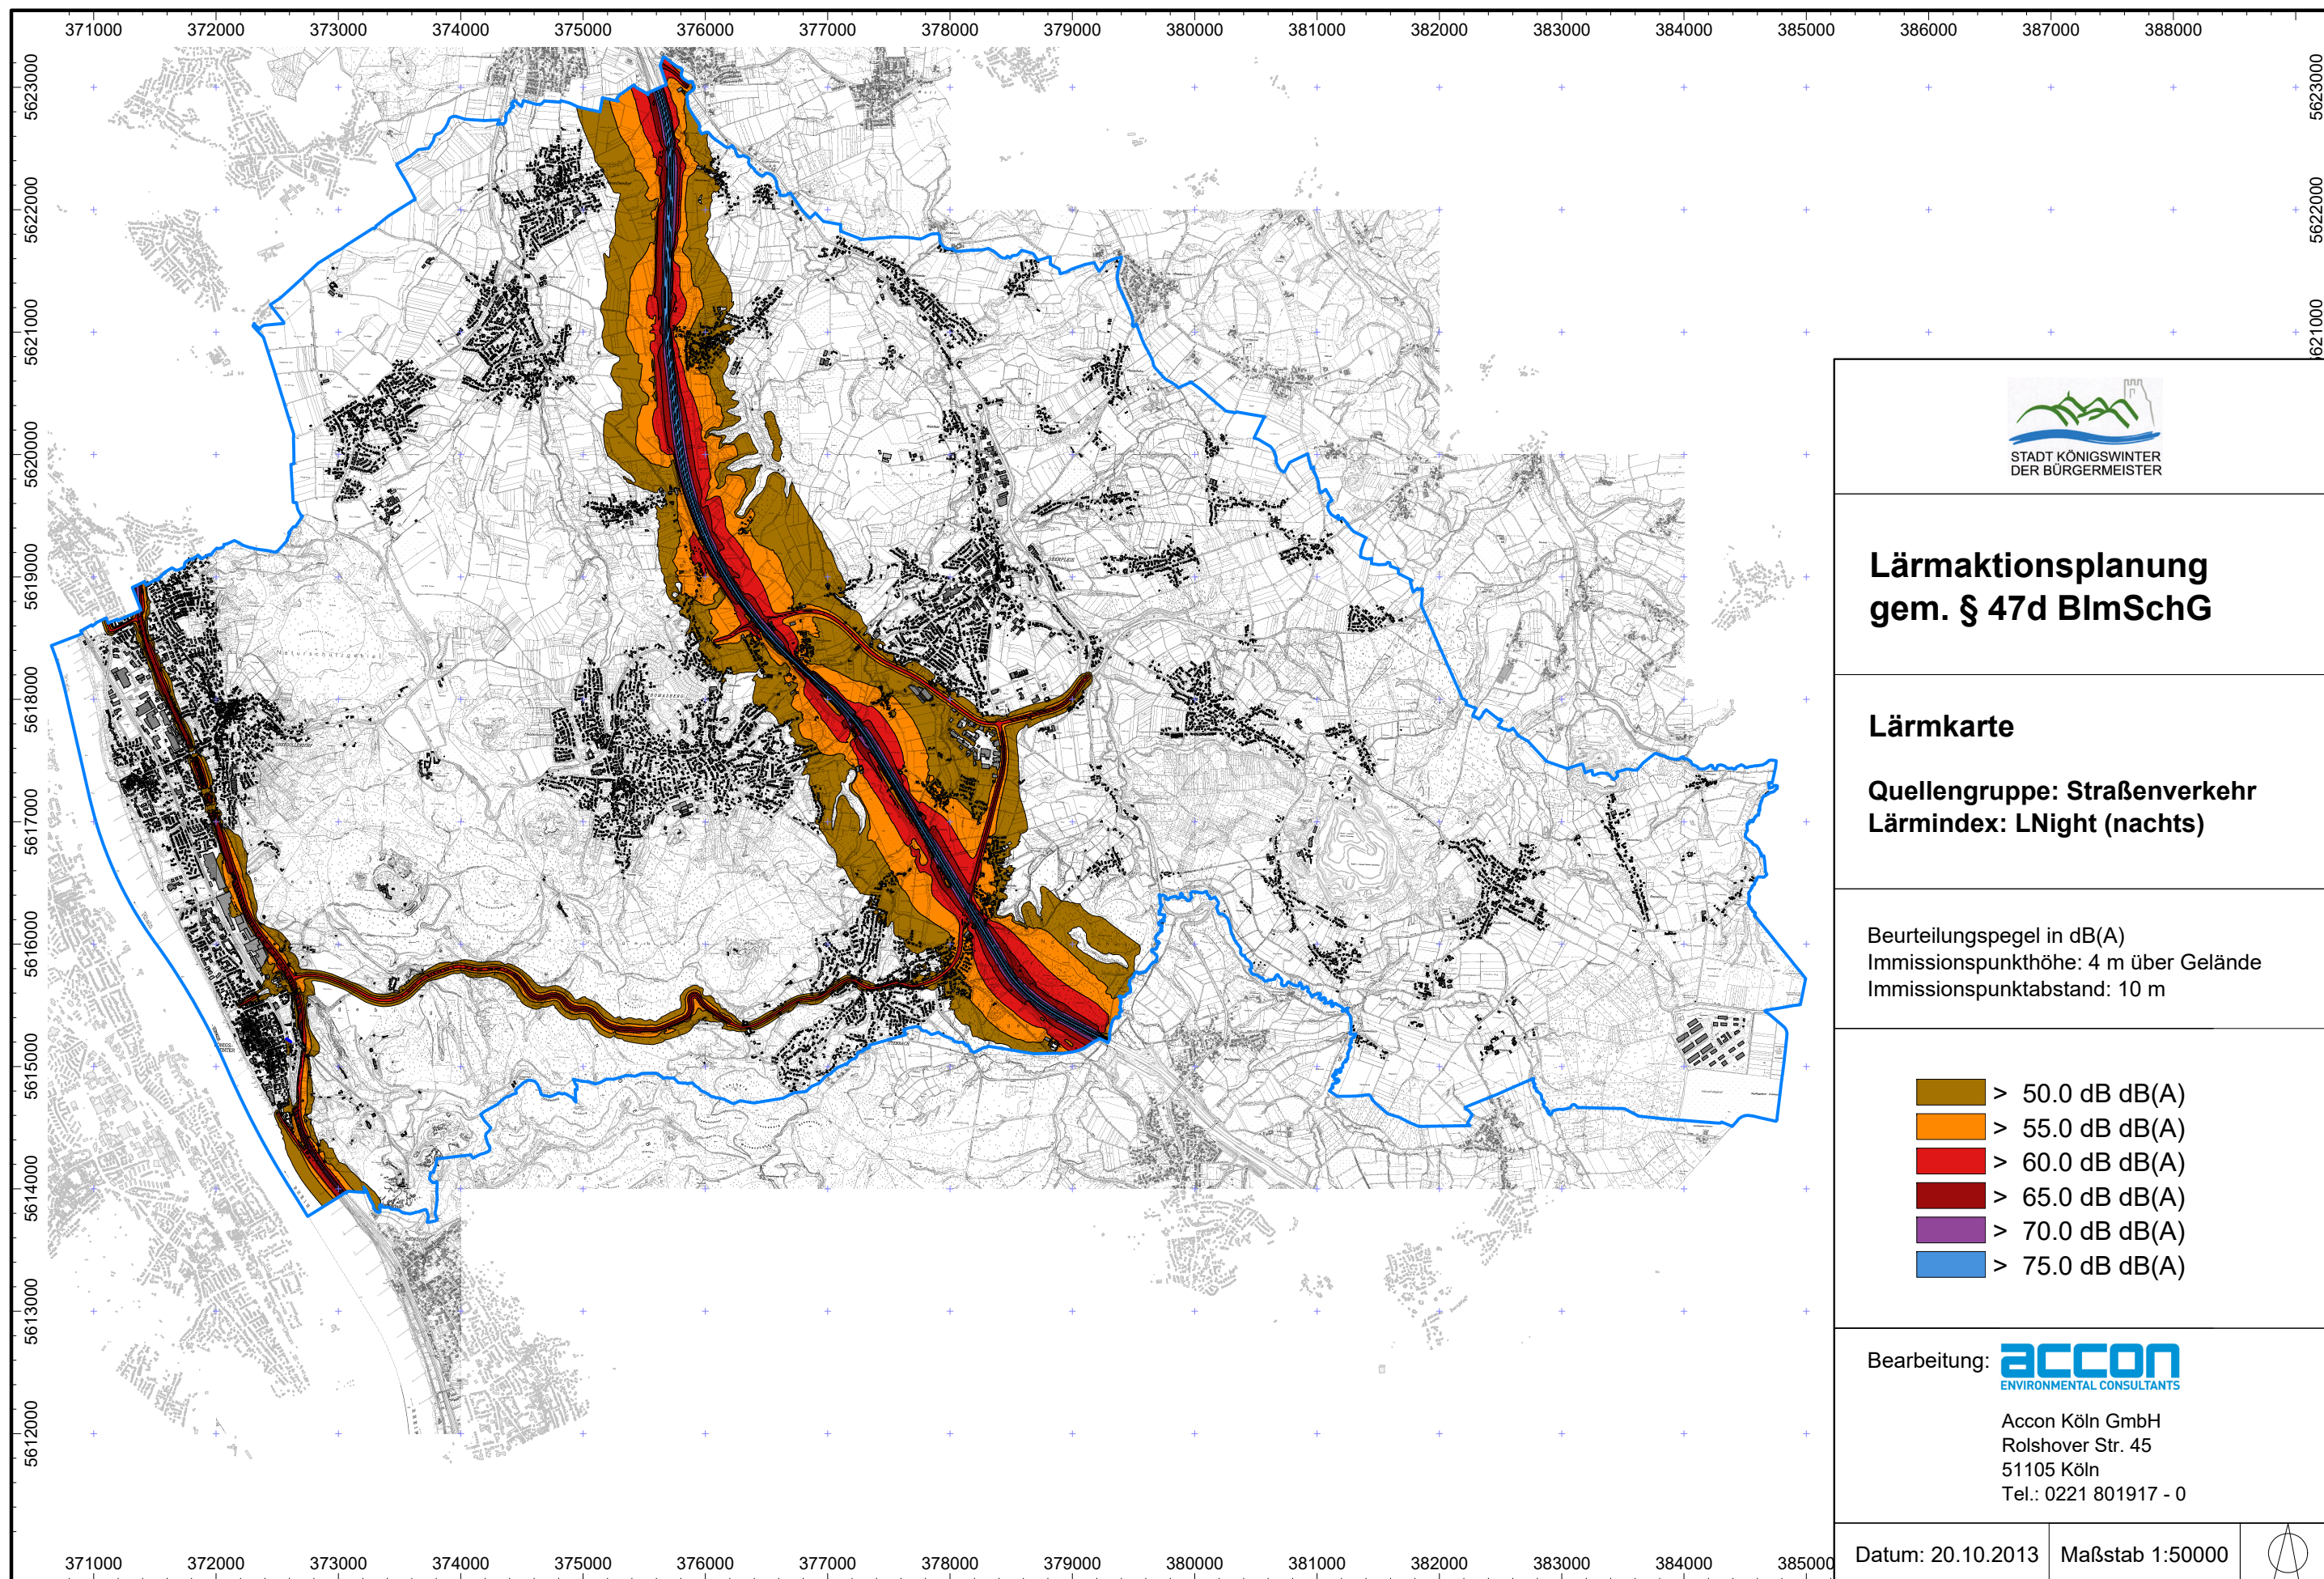 371000 372000 373000 374000 375000 376000 377000 378000 379000 380000 381000 382000 383000 384000 385000 386000 387000 388000
5623000
5622000
5621000
5620000
5619000
5618000
5617000
5616000
5615000
5614000
5613000
5612000
5623000
5622000
STADT KÖNIGSWINTER
DER BÜRGERMEISTER
Lärmaktionsplanung
gem. § 47d BImSchG
Lärmkarte
Quellengruppe: Straßenverkehr
Lärmindex: LNight (nachts)
Beurteilungspegel in dB(A)
Immissionspunkthöhe: 4 m über Gelände
Immissionspunktabstand: 10 m
> 50.0 dB dB(A)
> 55.0 dB dB(A)
> 60.0 dB dB(A)
> 65.0 dB dB(A)
> 70.0 dB dB(A)
> 75.0 dB dB(A)
Bearbeitung:
accon
ENVIRONMENTAL CONSULTANTS
Accon Köln GmbH
Rolshover Str. 45
51105 Köln
Tel.: 0221 801917 - 0
Datum: 20.10.2013
Maßstab 1:50000
371000 372000 373000 374000 375000 376000 377000 378000 379000 380000 381000 382000 383000 384000 385000